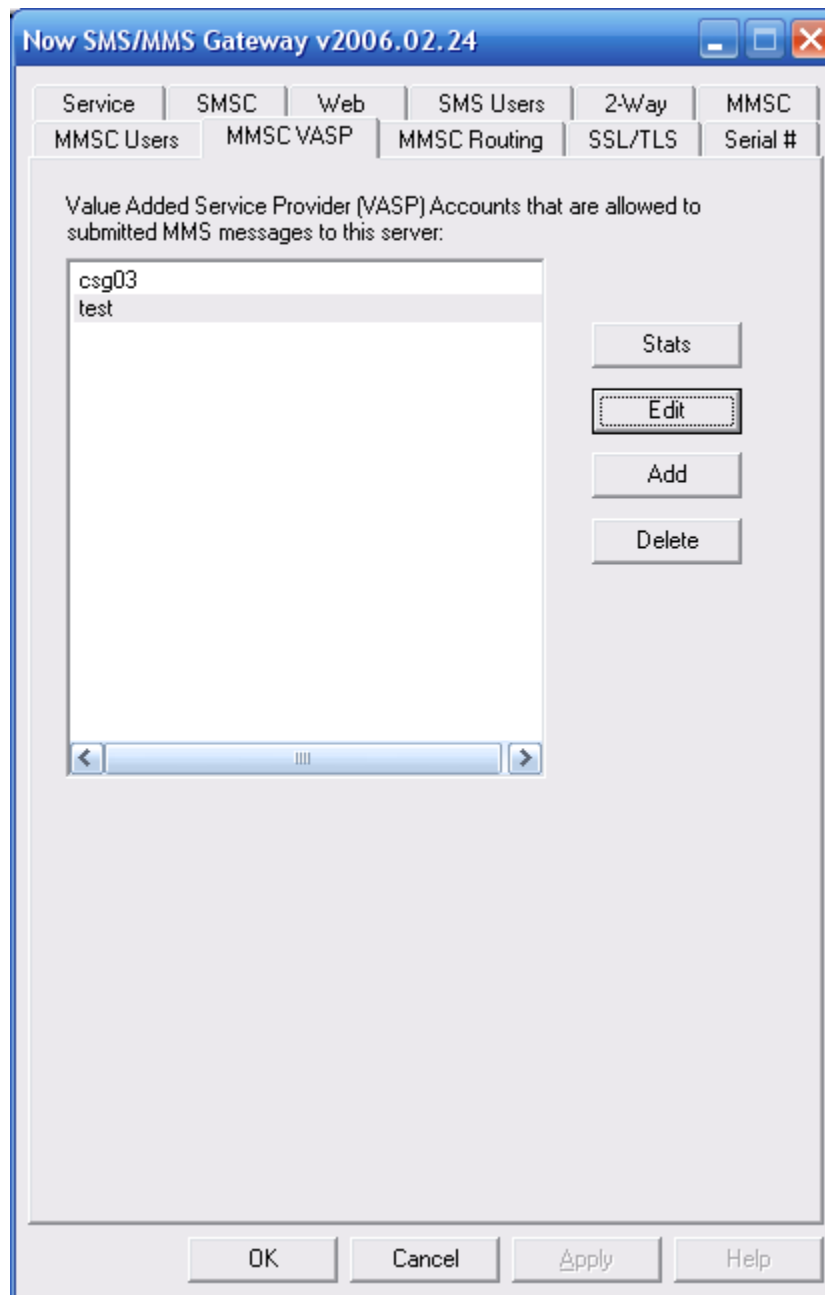 Now SMS/MMS Gateway v2006.02.24
Service SMSC Web SMS Users 2-Way MMSC
MMSC Users MMSC VASP MMSC Routing SSL/TLS Serial #
Value Added Service Provider (VASP) Accounts that are allowed to
submitted MMS messages to this server:
csg03
test
Stats
Edit
Add
Delete
OK Cancel Apply Help